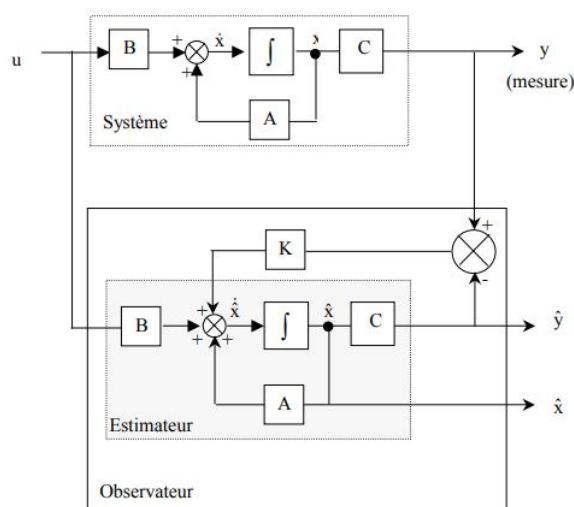 u
B
+
+
ẋ
∫
x
C
y
(mesure)
A
Système
+
-
K
B
+
+
+
x̂̇
∫
x̂
C
ŷ
A
x̂
Estimateur
Observateur